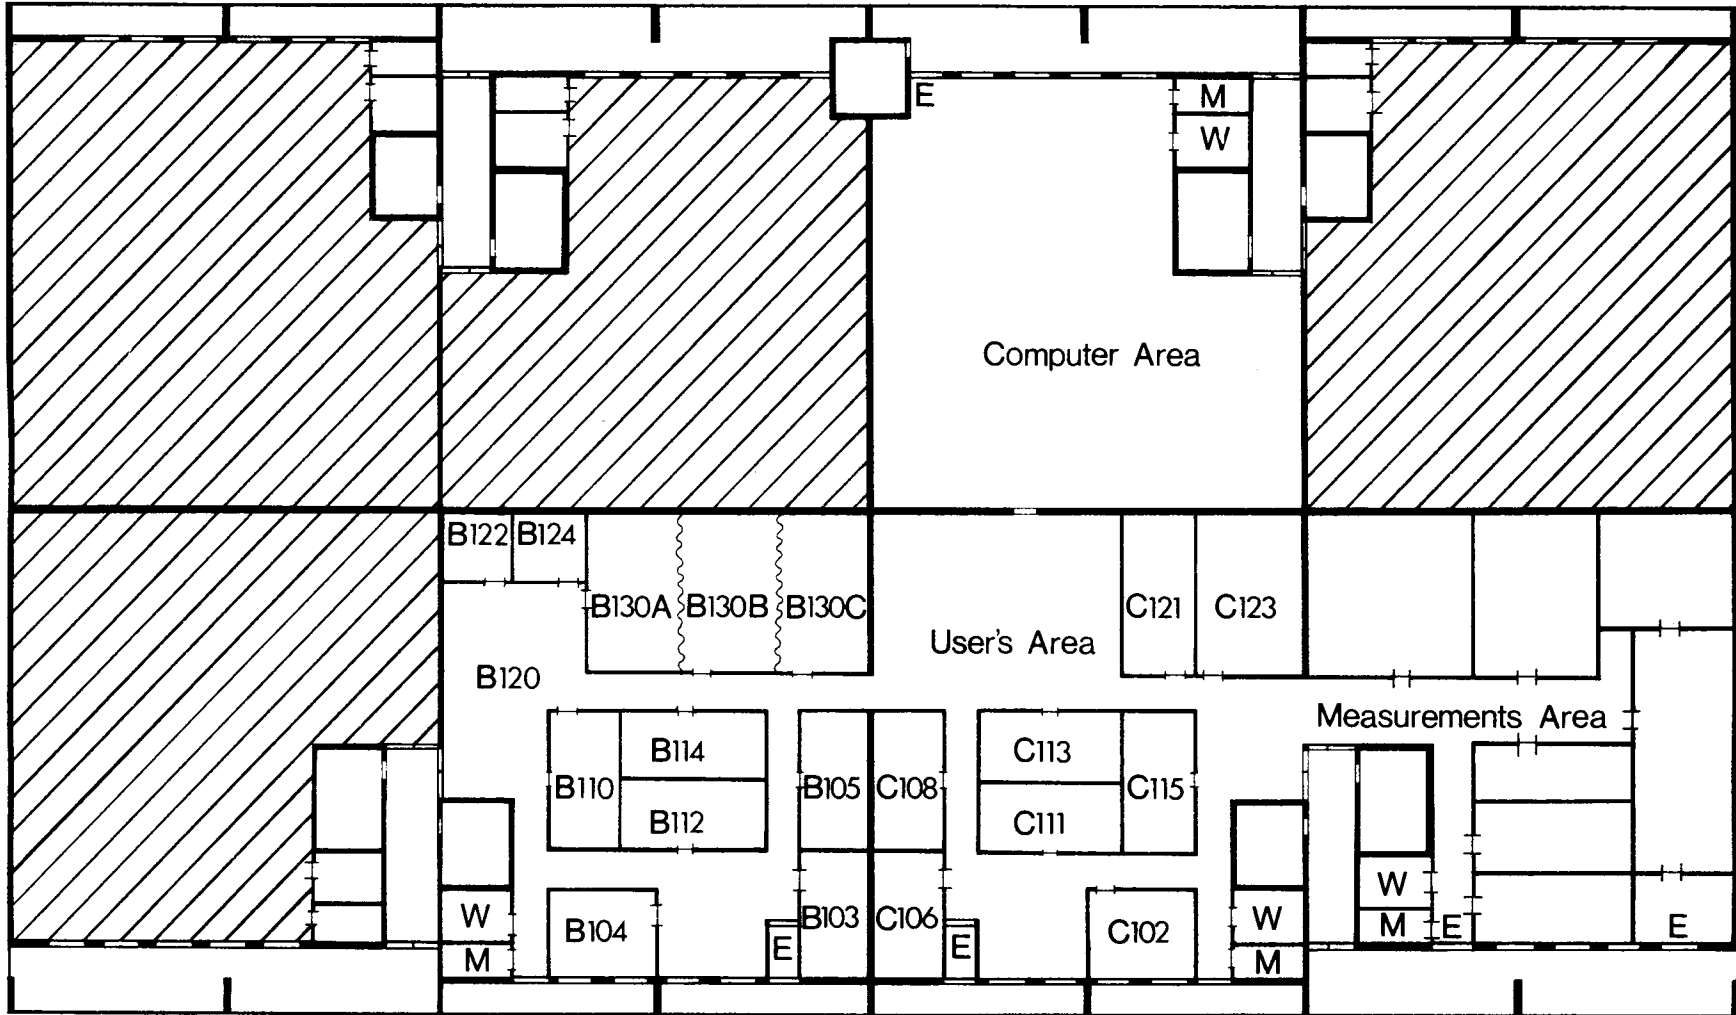 E
M
W
Computer Area
B122
B124
B130A
B130B
B130C
C121
C123
User's Area
B120
Measurements Area
B114
C113
B110
B105
C108
C115
B112
C111
W
W
W
B104
B103
C106
C102
M
E
E
E
E
M
M